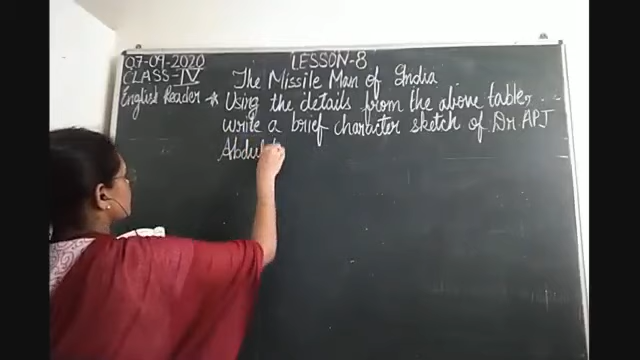 07-09-2020
LESSON-8
CLASS-IV
The Missile Man of India
English Reader * Using the details from the above table,
write a brief character sketch of Dr APJ
Abdul